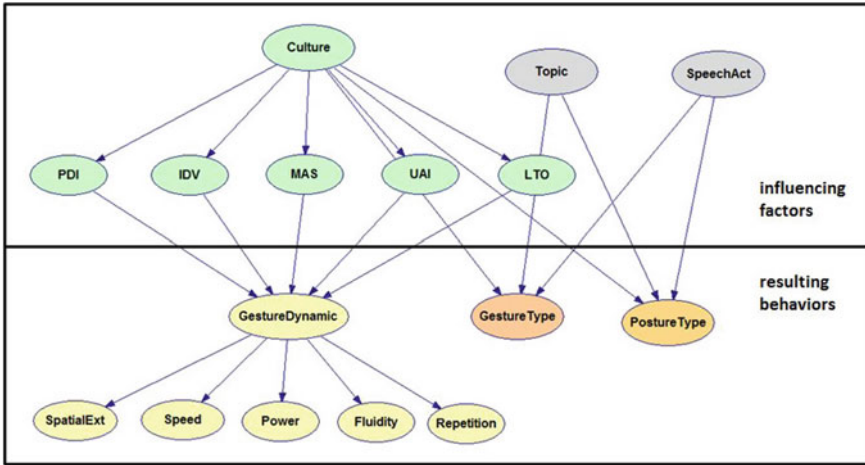 Culture
Topic
SpeechAct
PDI
IDV
MAS
UAI
LTO
influencing
factors
resulting
behaviors
GestureDynamic
GestureType
PostureType
SpatialExt
Speed
Power
Fluidity
Repetition